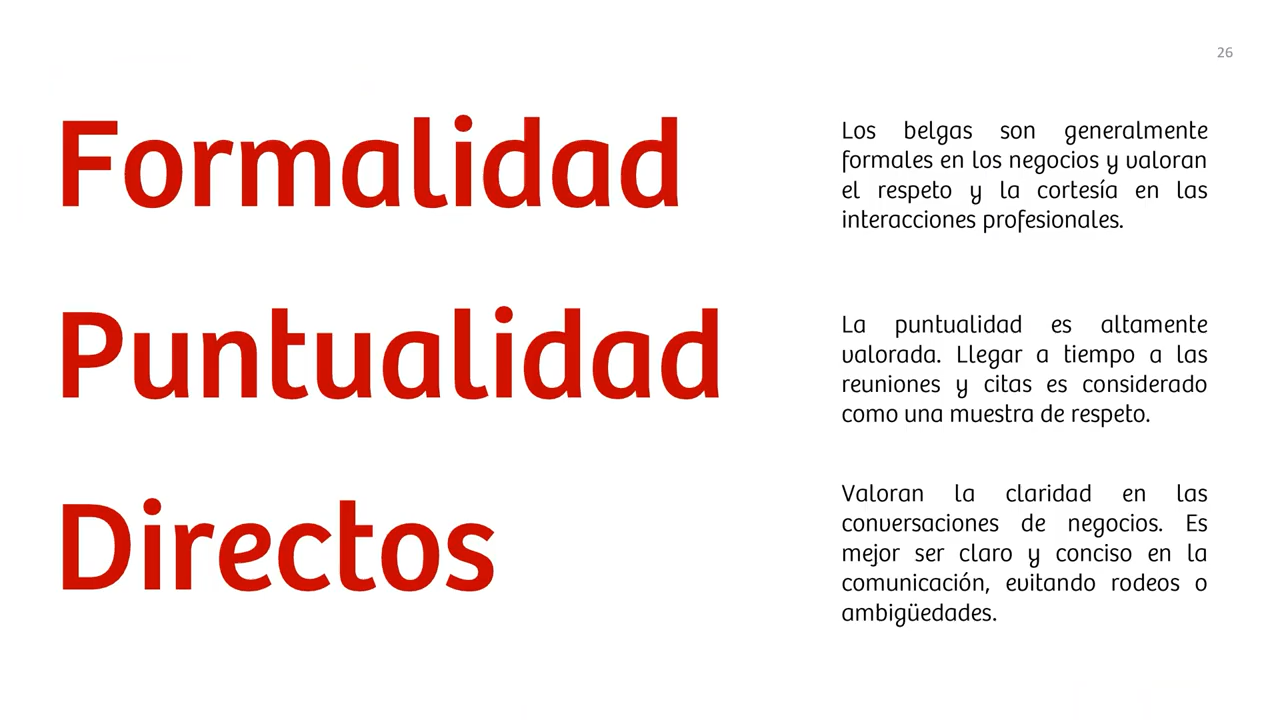 26
Formalidad
Los belgas son generalmente
formales en los negocios y valoran
el respeto y la cortesía en las
interacciones profesionales.
Puntualidad
La puntualidad es altamente
valorada. Llegar a tiempo a las
reuniones y citas es considerado
como una muestra de respeto.
Directos
Valoran la claridad en las
conversaciones de negocios. Es
mejor ser claro y conciso en la
comunicación, evitando rodeos o
ambigüedades.